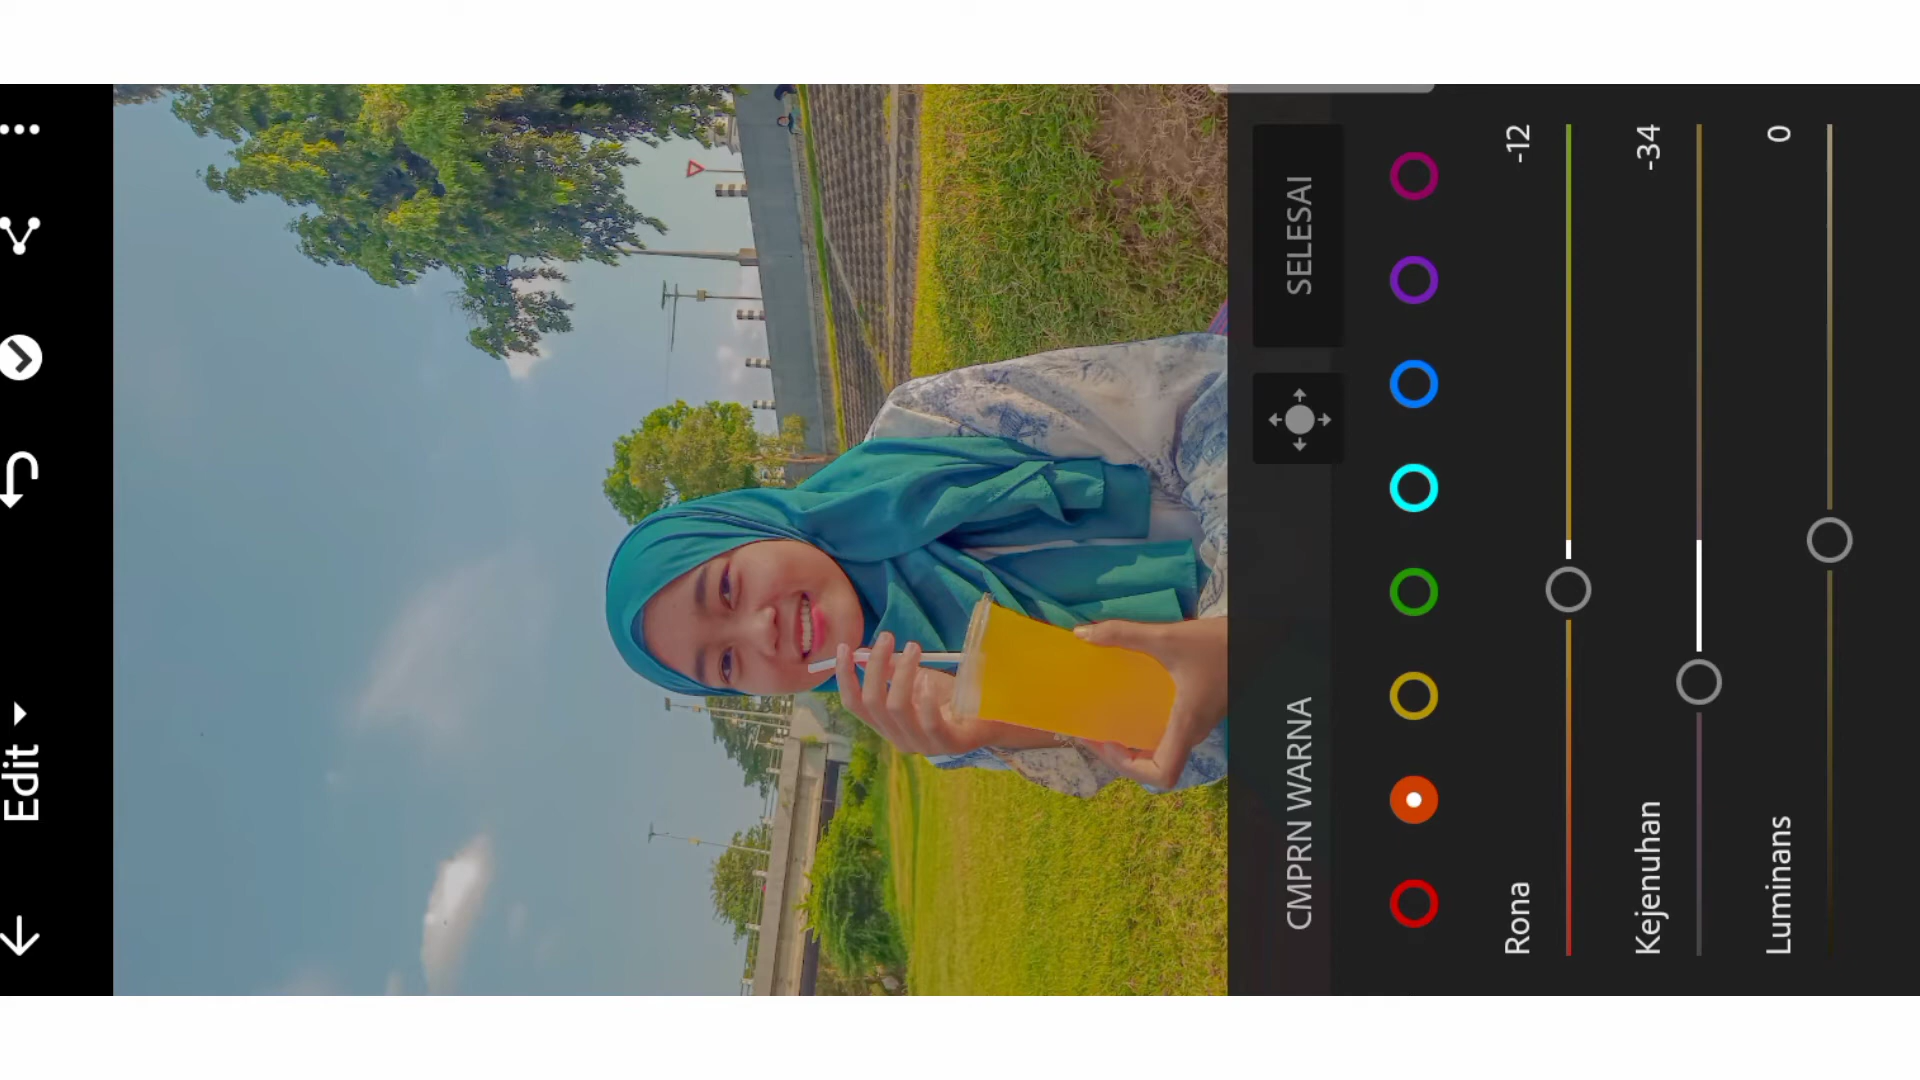 Edit
CMPRN WARNA
SELESAI
Rona
-12
Kejenuhan
-34
Luminans
0